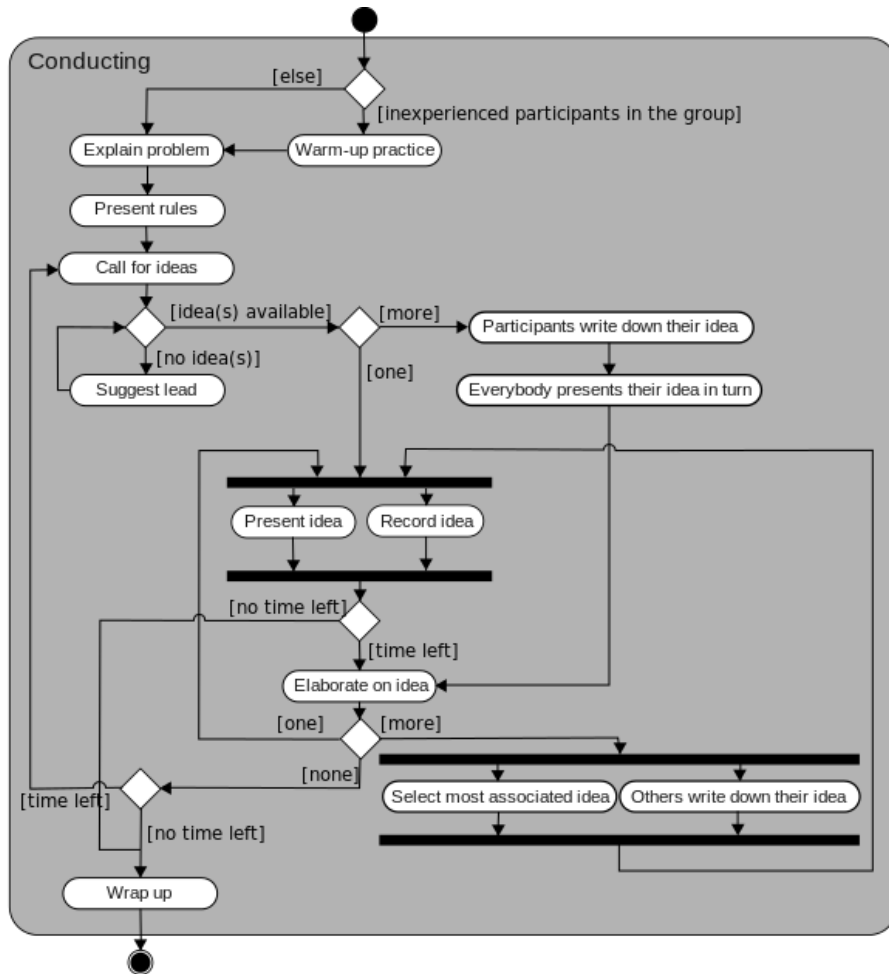 Conducting
[else]
[inexperienced participants in the group]
Explain problem
Warm-up practice
Present rules
Call for ideas
[idea(s) available]
[more]
Participants write down their idea
[no idea(s)]
[one]
Suggest lead
Everybody presents their idea in turn
Present idea
Record idea
[no time left]
[time left]
Elaborate on idea
[one]
[more]
[none]
[time left]
Select most associated idea
Others write down their idea
[no time left]
Wrap up